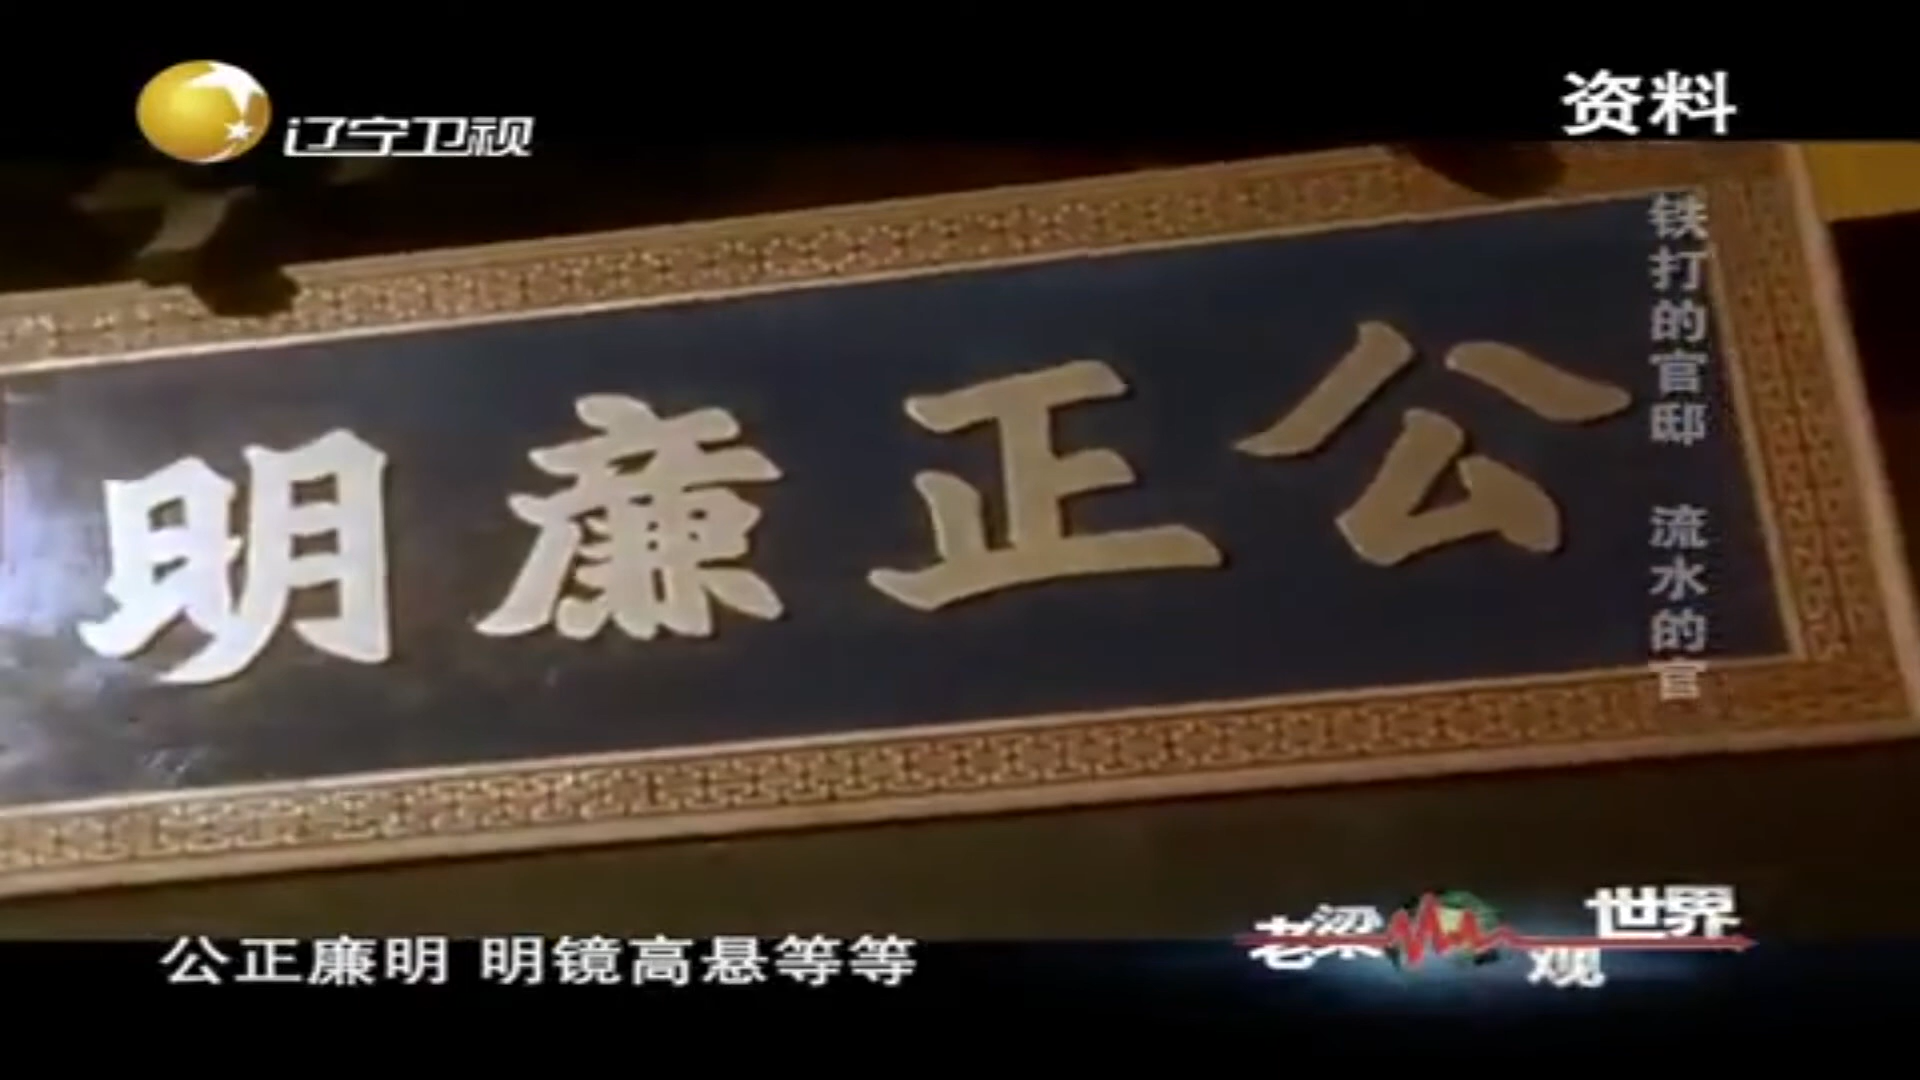 辽宁卫视
资料
铁打的官邸 流水的官
公正廉明
公正廉明 明镜高悬等等
老梁观世界